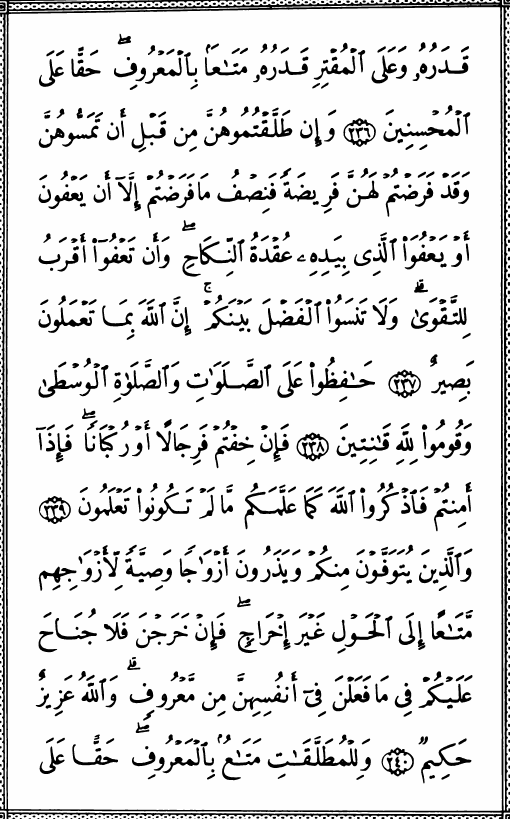 قَدَرُهُۥ وَعَلَى ٱلۡمُقۡتِرِ قَدَرُهُۥ مَتَٰعَۢا بِٱلۡمَعۡرُوفِۖ حَقًّا عَلَى
ٱلۡمُحۡسِنِينَ ٢٣٦ وَإِن طَلَّقۡتُمُوهُنَّ مِن قَبۡلِ أَن تَمَسُّوهُنَّ
وَقَدۡ فَرَضۡتُمۡ لَهُنَّ فَرِيضَةٗ فَنِصۡفُ مَا فَرَضۡتُمۡ إِلَّآ أَن يَعۡفُونَ
أَوۡ يَعۡفُوَاْ ٱلَّذِى بِيَدِهِۦ عُقۡدَةُ ٱلنِّكَاحِۚ وَأَن تَعۡفُوٓاْ أَقۡرَبُ
لِلتَّقۡوَىٰۚ وَلَا تَنسَوُاْ ٱلۡفَضۡلَ بَيۡنَكُمۡۚ إِنَّ ٱللَّهَ بِمَا تَعۡمَلُونَ
بَصِيرٌ ٢٣٧ حَٰفِظُواْ عَلَى ٱلصَّلَوَٰتِ وَٱلصَّلَوٰةِ ٱلۡوُسۡطَىٰ
وَقُومُواْ لِلَّهِ قَٰنِتِينَ ٢٣٨ فَإِنۡ خِفۡتُمۡ فَرِجَالًا أَوۡ رُكۡبَانٗاۖ فَإِذَآ
أَمِنتُمۡ فَٱذۡكُرُواْ ٱللَّهَ كَمَا عَلَّمَكُم مَّا لَمۡ تَكُونُواْ تَعۡلَمُونَ ٢٣٩
وَٱلَّذِينَ يُتَوَفَّوۡنَ مِنكُمۡ وَيَذَرُونَ أَزۡوَٰجٗا وَصِيَّةٗ لِّأَزۡوَٰجِهِم
مَّتَٰعًا إِلَى ٱلۡحَوۡلِ غَيۡرَ إِخۡرَاجٖۚ فَإِنۡ خَرَجۡنَ فَلَا جُنَاحَ
عَلَيۡكُمۡ فِى مَا فَعَلۡنَ فِىٓ أَنفُسِهِنَّ مِن مَّعۡرُوفٖۗ وَٱللَّهُ عَزِيزٌ
حَكِيمٞ ٢٤٠ وَلِلۡمُطَلَّقَٰتِ مَتَٰعُۢ بِٱلۡمَعۡرُوفِۖ حَقًّا عَلَى